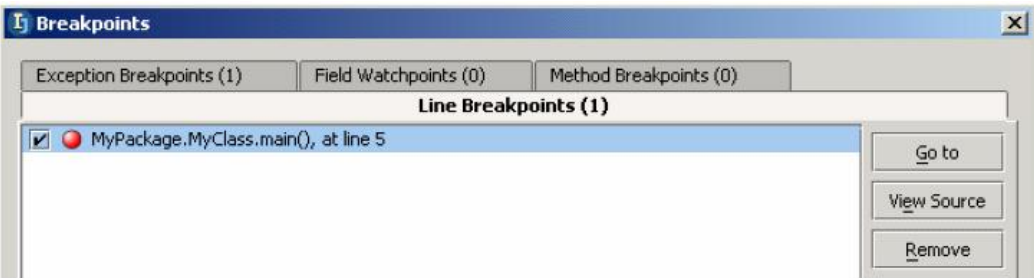 Breakpoints
Exception Breakpoints (1) Field Watchpoints (0) Method Breakpoints (0)
Line Breakpoints (1)
MyPackage.MyClass.main(), at line 5
Go to
View Source
Remove